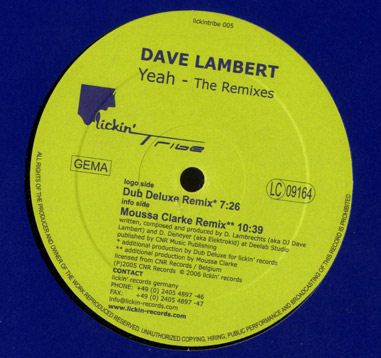 lickintribe 005
DAVE LAMBERT
Yeah - The Remixes
lickin' Tribe
GEMA
LC 09164
logo side
Dub Deluxe Remix* 7:26
info side
Moussa Clarke Remix** 10:39
written, composed and produced by D. Lambrechts (aka DJ Dave
Lambert) and D. Deneyer (aka Elektrokid) at Deelab Studio
published by CNR Music Publishing
* additional production by Dub Deluxe for lickin' records
** additional production by Moussa Clarke
licensed from CNR Records / Belgium
(P)2005 CNR Records © 2006 lickin' records
CONTACT
lickin' records germany
PHONE: +49 (0) 2405 4897 -46
FAX: +49 (0) 2405 4897 -47
info@lickin-records.com
www.lickin-records.com
ALL RIGHTS OF THE PRODUCER AND OWNER OF THE WORK REPRODUCED RESERVED. UNAUTHORIZED COPYING, HIRING, PUBLIC PERFORMANCE AND BROADCASTING OF THIS RECORD IS PROHIBITED